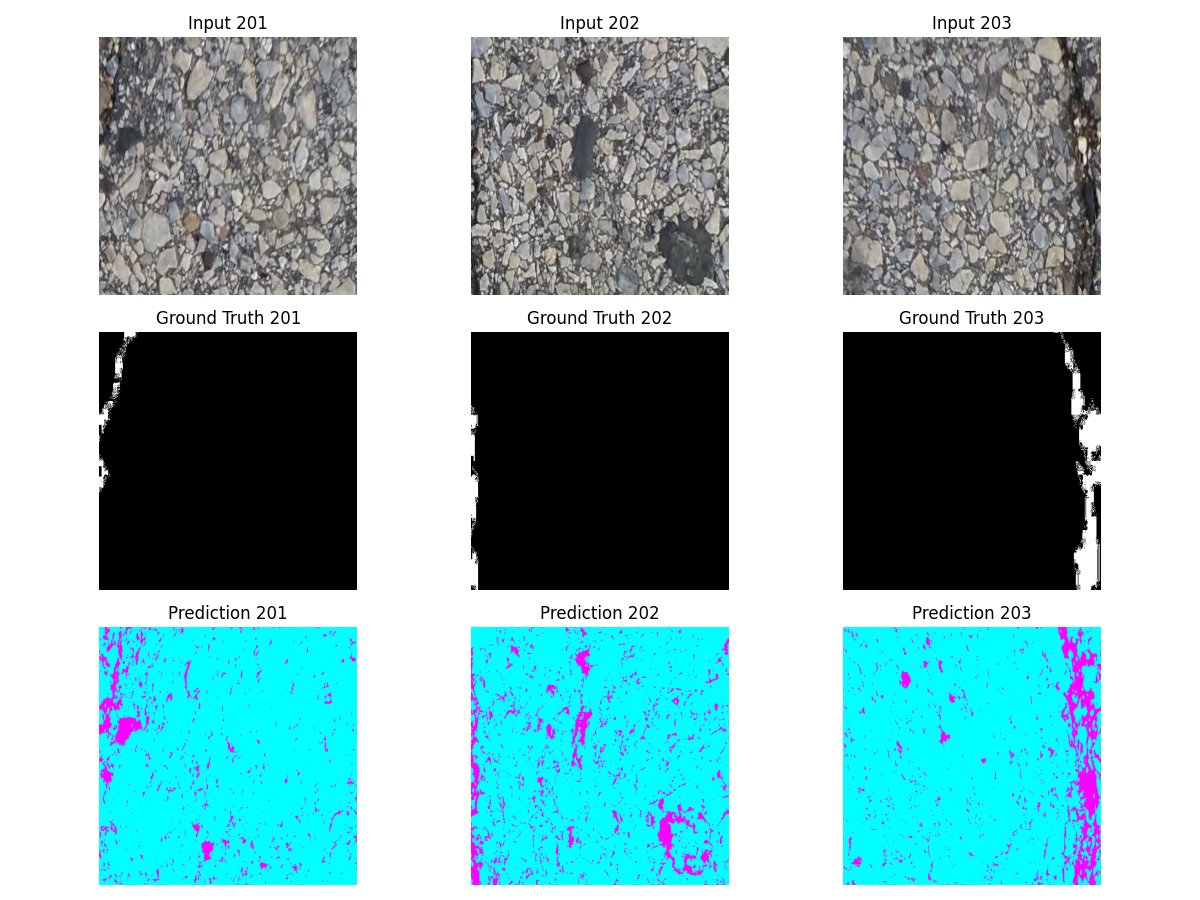 Input 201
Input 202
Input 203
Ground Truth 201
Ground Truth 202
Ground Truth 203
Prediction 201
Prediction 202
Prediction 203